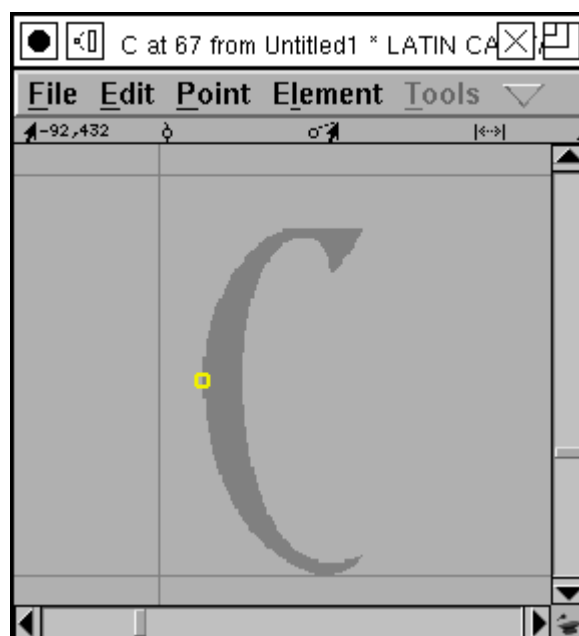 C at 67 from Untitled1 * LATIN CA
File Edit Point Element Tools
-92,432
C